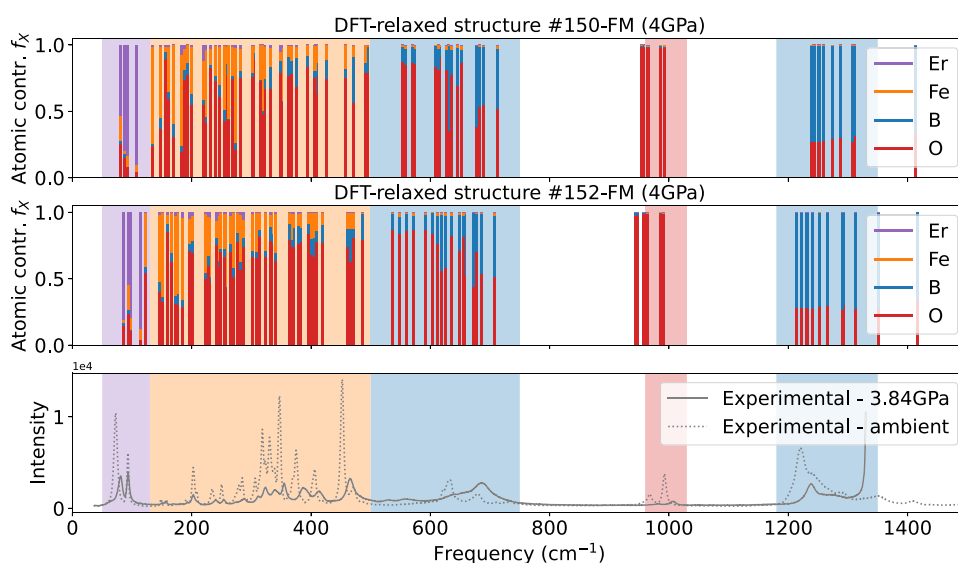 DFT-relaxed structure #150-FM (4GPa)
Atomic contr. fX
1.0
0.5
0.0
Er
Fe
B
O
DFT-relaxed structure #152-FM (4GPa)
Atomic contr. fX
1.0
0.5
0.0
Er
Fe
B
O
1e4
Intensity
1
0
Experimental - 3.84GPa
Experimental - ambient
0 200 400 600 800 1000 1200 1400
Frequency (cm⁻¹)